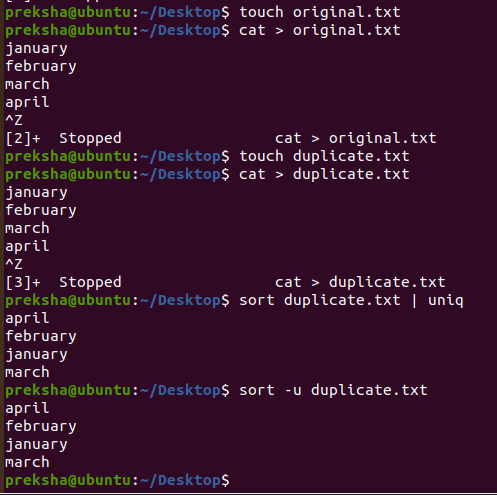 preksha@ubuntu:~/Desktop$ touch original.txt
preksha@ubuntu:~/Desktop$ cat > original.txt
january
february
march
april
^Z
[2]+  Stopped                 cat > original.txt
preksha@ubuntu:~/Desktop$ touch duplicate.txt
preksha@ubuntu:~/Desktop$ cat > duplicate.txt
january
february
march
april
^Z
[3]+  Stopped                 cat > duplicate.txt
preksha@ubuntu:~/Desktop$ sort duplicate.txt | uniq
april
february
january
march
preksha@ubuntu:~/Desktop$ sort -u duplicate.txt
april
february
january
march
preksha@ubuntu:~/Desktop$